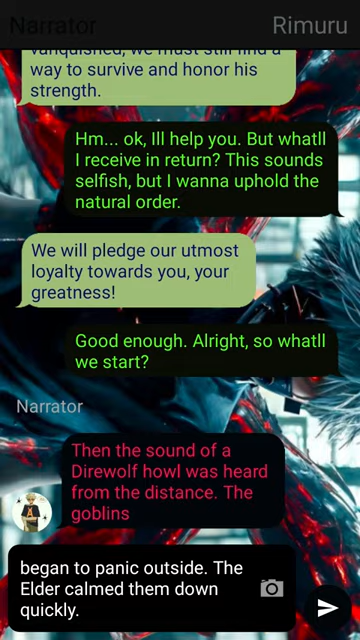 Narrator
Rimuru
vanquished, we must still find a
way to survive and honor his
strength.
Hm... ok, Ill help you. But whatll
I receive in return? This sounds
selfish, but I wanna uphold the
natural order.
We will pledge our utmost
loyalty towards you, your
greatness!
Good enough. Alright, so whatll
we start?
Narrator
Then the sound of a
Direwolf howl was heard
from the distance. The
goblins
began to panic outside. The
Elder calmed them down
quickly.